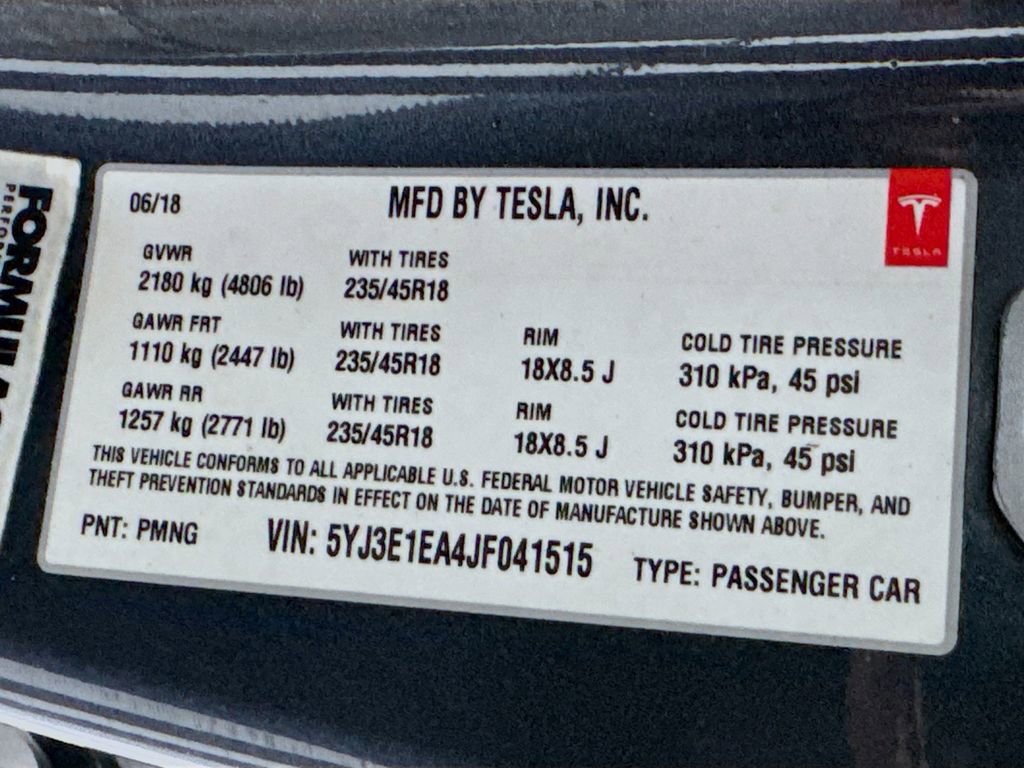 FORMULA
06/18
MFD BY TESLA, INC.
TESLA
GVWR WITH TIRES
2180 kg (4806 lb) 235/45R18
GAWR FRT WITH TIRES RIM COLD TIRE PRESSURE
1110 kg (2447 lb) 235/45R18 18X8.5 J 310 kPa, 45 psi
GAWR RR WITH TIRES RIM COLD TIRE PRESSURE
1257 kg (2771 lb) 235/45R18 18X8.5 J 310 kPa, 45 psi
THIS VEHICLE CONFORMS TO ALL APPLICABLE U.S. FEDERAL MOTOR VEHICLE SAFETY, BUMPER, AND
THEFT PREVENTION STANDARDS IN EFFECT ON THE DATE OF MANUFACTURE SHOWN ABOVE.
PNT: PMNG VIN: 5YJ3E1EA4JF041515 TYPE: PASSENGER CAR